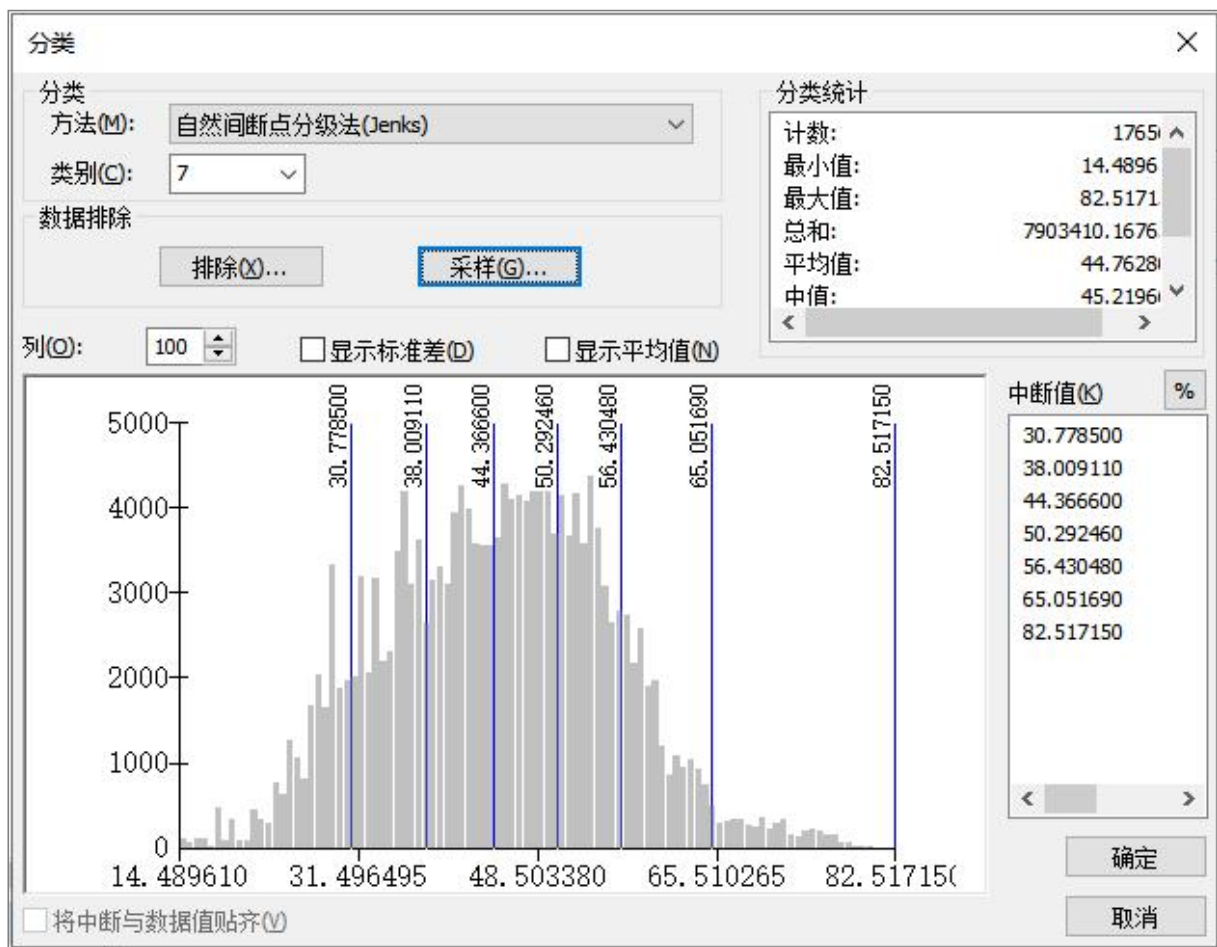 分类
分类
方法(M): 自然间断点分级法(Jenks)
类别(C): 7
数据排除
排除(X)... 采样(G)...
分类统计
计数: 1765
最小值: 14.4896
最大值: 82.5171
总和: 7903410.1676
平均值: 44.7628
中值: 45.2196
列(O): 100 显示标准差(D) 显示平均值(N)
中断值(K) %
30.778500
38.009110
44.366600
50.292460
56.430480
65.051690
82.517150
30.778500
38.009110
44.366600
50.292460
56.430480
65.051690
82.517150
5000
4000
3000
2000
1000
0
14.489610 31.496495 48.503380 65.510265 82.51715(
将中断与数据值贴齐(V)
确定
取消